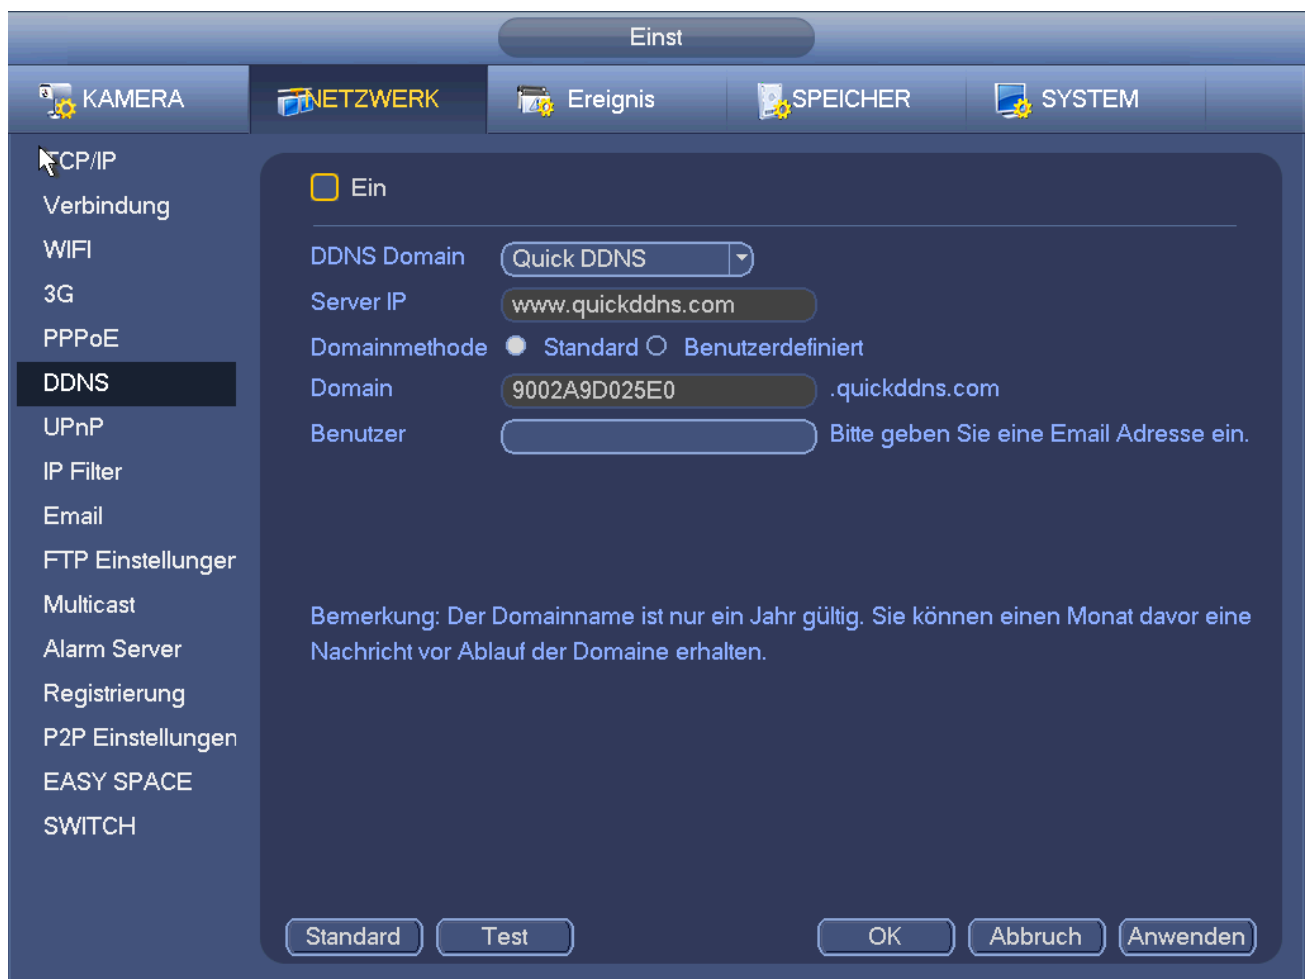 Einst
KAMERA
NETZWERK
Ereignis
SPEICHER
SYSTEM
TCP/IP
Verbindung
WIFI
3G
PPPoE
DDNS
UPnP
IP Filter
Email
FTP Einstellunger
Multicast
Alarm Server
Registrierung
P2P Einstellungen
EASY SPACE
SWITCH
Ein
DDNS Domain Quick DDNS
Server IP www.quickddns.com
Domainmethode Standard Benutzerdefiniert
Domain 9002A9D025E0 .quickddns.com
Benutzer Bitte geben Sie eine Email Adresse ein.
Bemerkung: Der Domainname ist nur ein Jahr gültig. Sie können einen Monat davor eine
Nachricht vor Ablauf der Domaine erhalten.
Standard Test OK Abbruch Anwenden